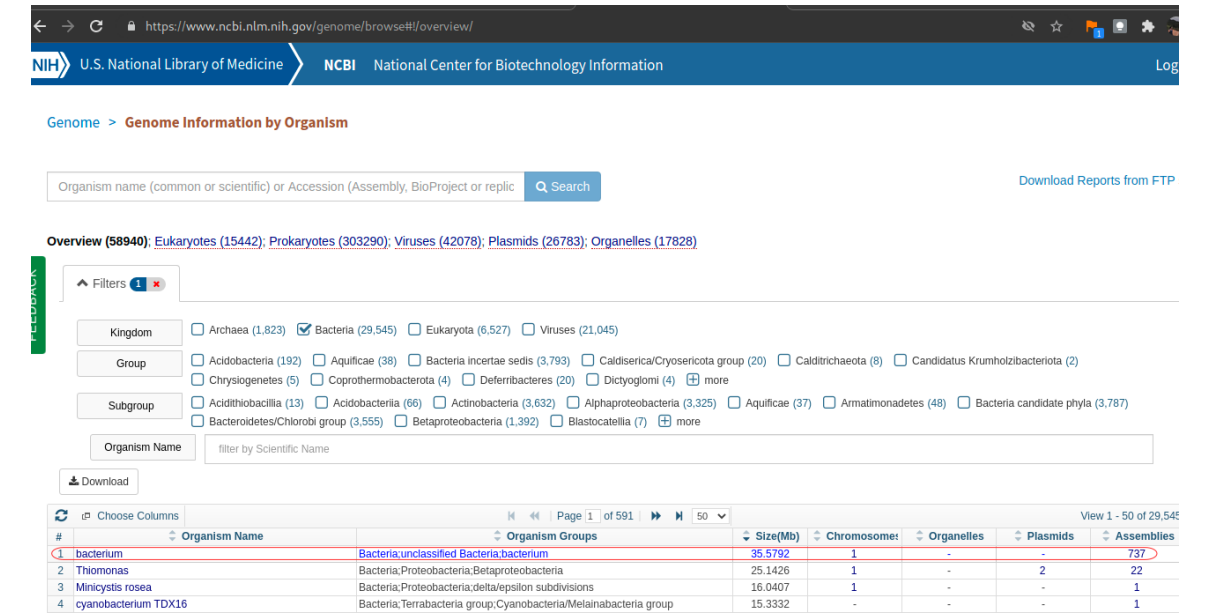 https://www.ncbi.nlm.nih.gov/genome/browse#!/overview/
1
NIH U.S. National Library of Medicine NCBI National Center for Biotechnology Information Log
Genome > Genome Information by Organism
Organism name (common or scientific) or Accession (Assembly, BioProject or replic Search Download Reports from FTP
Overview (58940); Eukaryotes (15442); Prokaryotes (303290); Viruses (42078); Plasmids (26783); Organelles (17828)
FEEDBACK
Filters 1 ×
Kingdom Archaea (1,823) Bacteria (29,545) Eukaryota (6,527) Viruses (21,045)
Group Acidobacteria (192) Aquificae (38) Bacteria incertae sedis (3,793) Caldiserica/Cryosericota group (20) Calditrichaeota (8) Candidatus Krumholzibacteriota (2)
Chrysiogenetes (5) Coprothermobacterota (4) Deferribacteres (20) Dictyoglomi (4) more
Subgroup Acidithiobacillia (13) Acidobacteriia (66) Actinobacteria (3,632) Alphaproteobacteria (3,325) Aquificae (37) Armatimonadetes (48) Bacteria candidate phyla (3,787)
Bacteroidetes/Chlorobi group (3,555) Betaproteobacteria (1,392) Blastocatellia (7) more
Organism Name filter by Scientific Name
Download
Choose Columns Page 1 of 591 50 View 1 - 50 of 29,545
# Organism Name Organism Groups Size(Mb) Chromosomes Organelles Plasmids Assemblies
1 bacterium Bacteria;unclassified Bacteria;bacterium 35.5792 1 - - 737
2 Thiomonas Bacteria;Proteobacteria;Betaproteobacteria 25.1426 1 - 2 22
3 Minicystis rosea Bacteria;Proteobacteria;delta/epsilon subdivisions 16.0407 1 - - 1
4 cyanobacterium TDX16 Bacteria;Terrabacteria group;Cyanobacteria/Melainabacteria group 15.3332 - - - 1